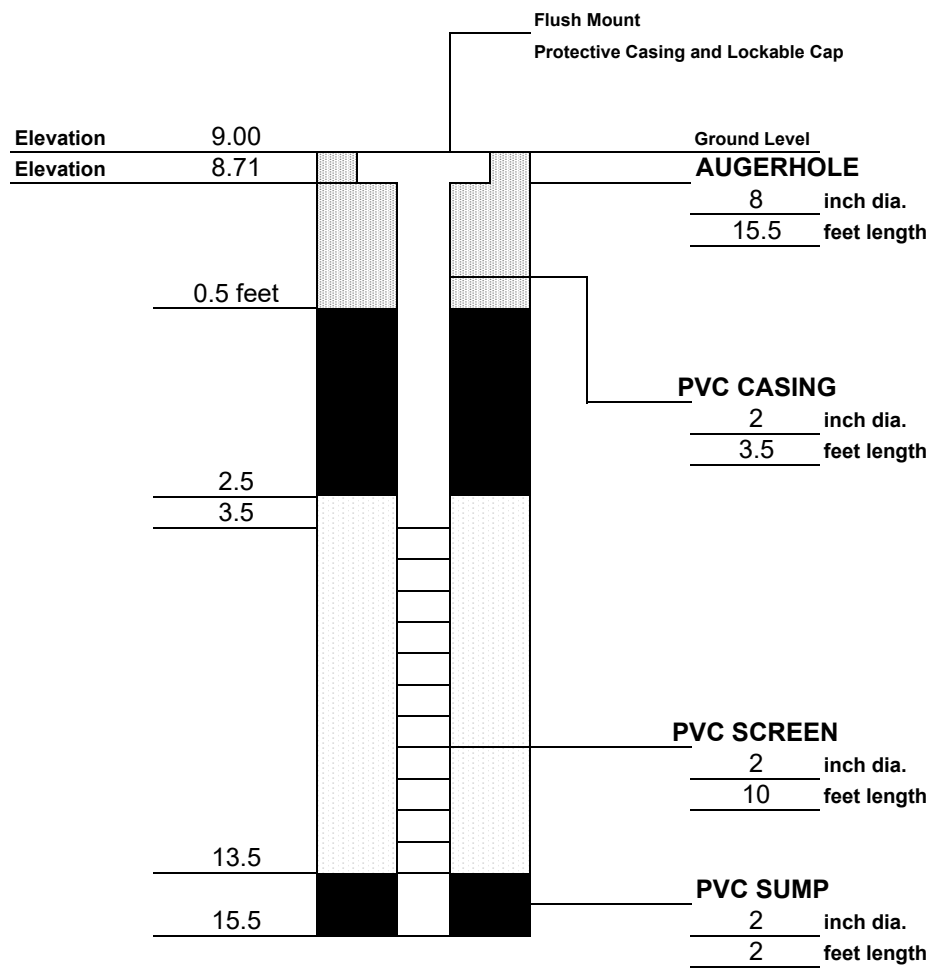 Flush Mount
Protective Casing and Lockable Cap
Elevation 9.00 Ground Level
Elevation 8.71 AUGERHOLE
8 inch dia.
15.5 feet length
0.5 feet
PVC CASING
2 inch dia.
3.5 feet length
2.5
3.5
PVC SCREEN
2 inch dia.
10 feet length
13.5
PVC SUMP
15.5 2 inch dia.
2 feet length